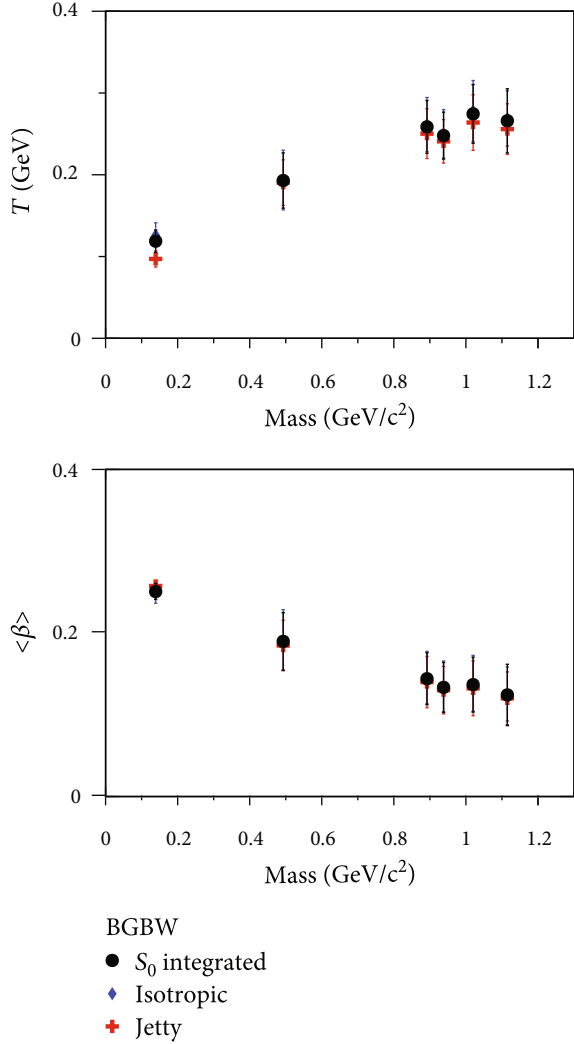 0.4
0.2
0
T (GeV)
0 0.2 0.4 0.6 0.8 1 1.2
Mass (GeV/c²)
0.4
0.2
0
<β>
0 0.2 0.4 0.6 0.8 1 1.2
Mass (GeV/c²)
BGBW
S₀ integrated
Isotropic
Jetty